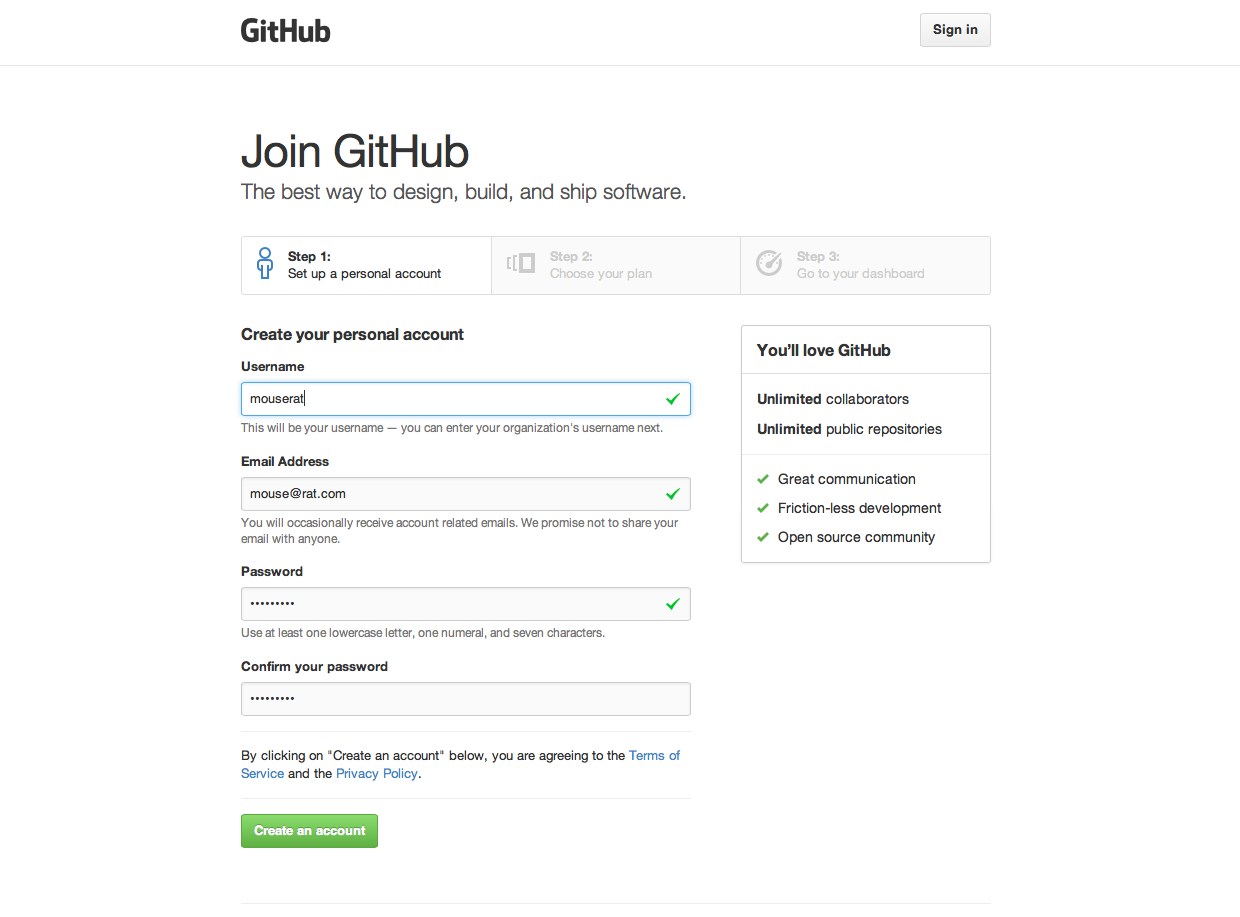 GitHub
Sign in
Join GitHub
The best way to design, build, and ship software.
Step 1:
Set up a personal account
Step 2:
Choose your plan
Step 3:
Go to your dashboard
Create your personal account
Username
mouserat
This will be your username — you can enter your organization's username next.
Email Address
mouse@rat.com
You will occasionally receive account related emails. We promise not to share your
email with anyone.
Password
•••••••••
Use at least one lowercase letter, one numeral, and seven characters.
Confirm your password
•••••••••
By clicking on "Create an account" below, you are agreeing to the Terms of
Service and the Privacy Policy.
Create an account
You’ll love GitHub
Unlimited collaborators
Unlimited public repositories
Great communication
Friction-less development
Open source community